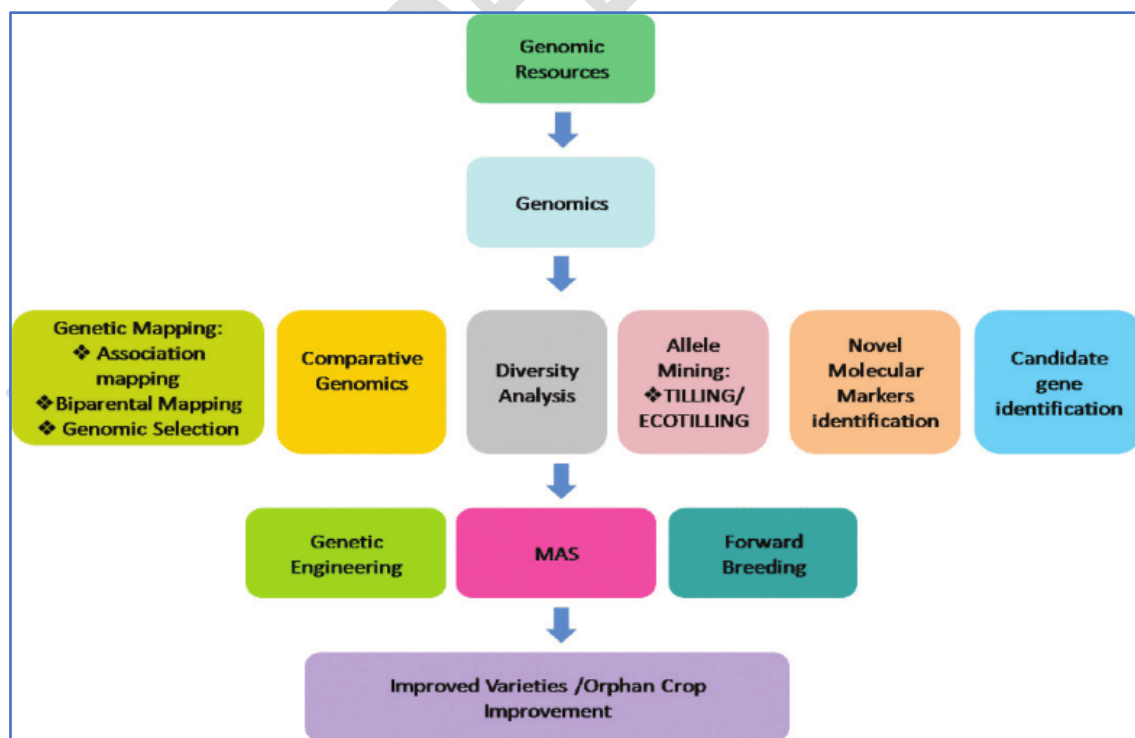 Genomic
Resources
Genomics
Genetic Mapping:
❖ Association
mapping
❖Biparental Mapping
❖ Genomic Selection
Comparative
Genomics
Diversity
Analysis
Allele
Mining:
❖TILLING/
ECOTILLING
Novel
Molecular
Markers
identification
Candidate
gene
identification
Genetic
Engineering
MAS
Forward
Breeding
Improved Varieties /Orphan Crop
Improvement